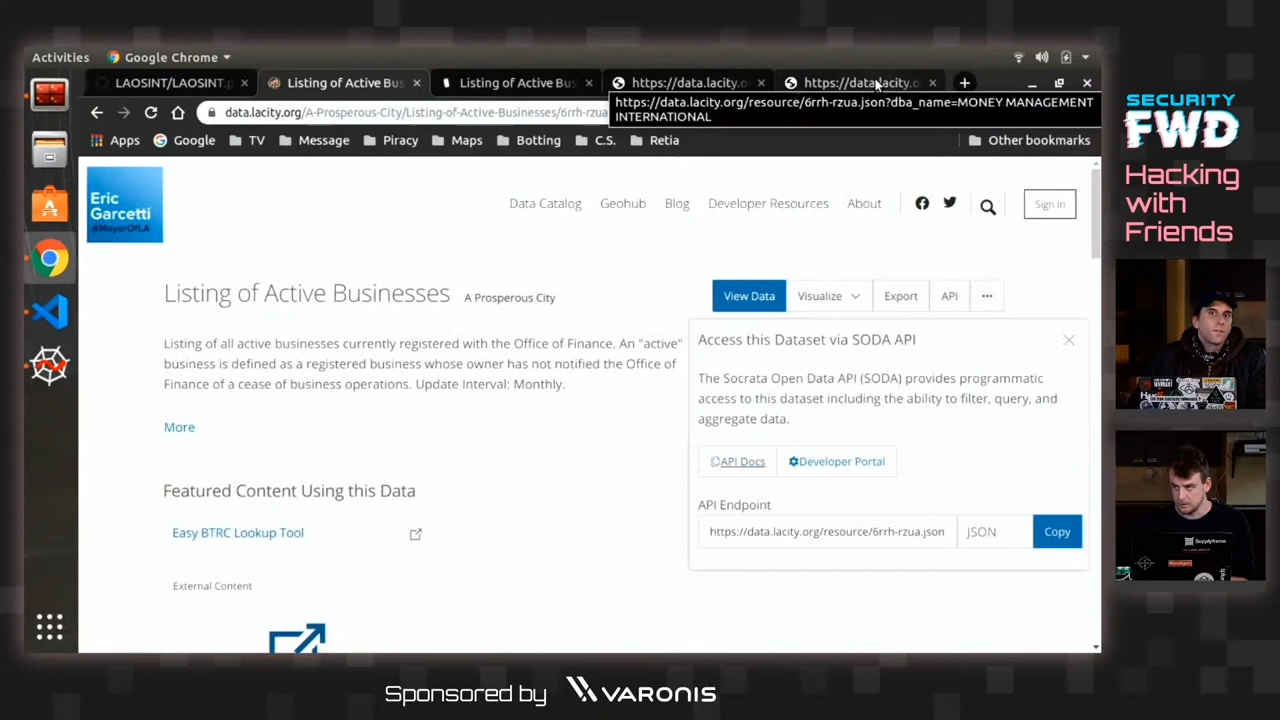 Activities
Google Chrome
LAOSINT/LAOSINT.p
Listing of Active Busin
Listing of Active Bus
https://data.lacity.o
https://data.lacity.o
data.lacity.org/A-Prosperous-City/Listing-of-Active-Businesses/6rrh-rzua
https://data.lacity.org/resource/6rrh-rzua.json?dba_name=MONEY MANAGEMENT
INTERNATIONAL
Apps
Google
TV
Message
Piracy
Maps
Botting
C.S.
Retia
Other bookmarks
Eric
Garcetti
@MayorOfLA
Data Catalog
Geohub
Blog
Developer Resources
About
Sign In
Listing of Active Businesses
A Prosperous City
View Data
Visualize
Export
API
Listing of all active businesses currently registered with the Office of Finance. An "active"
business is defined as a registered business whose owner has not notified the Office of
Finance of a cease of business operations. Update Interval: Monthly.
More
Access this Dataset via SODA API
The Socrata Open Data API (SODA) provides programmatic
access to this dataset including the ability to filter, query, and
aggregate data.
API Docs
Developer Portal
API Endpoint
https://data.lacity.org/resource/6rrh-rzua.json
JSON
Copy
Featured Content Using this Data
Easy BTRC Lookup Tool
External Content
SECURITY
FWD
Hacking
with
Friends
Supplyframe
Sponsored by VARONIS